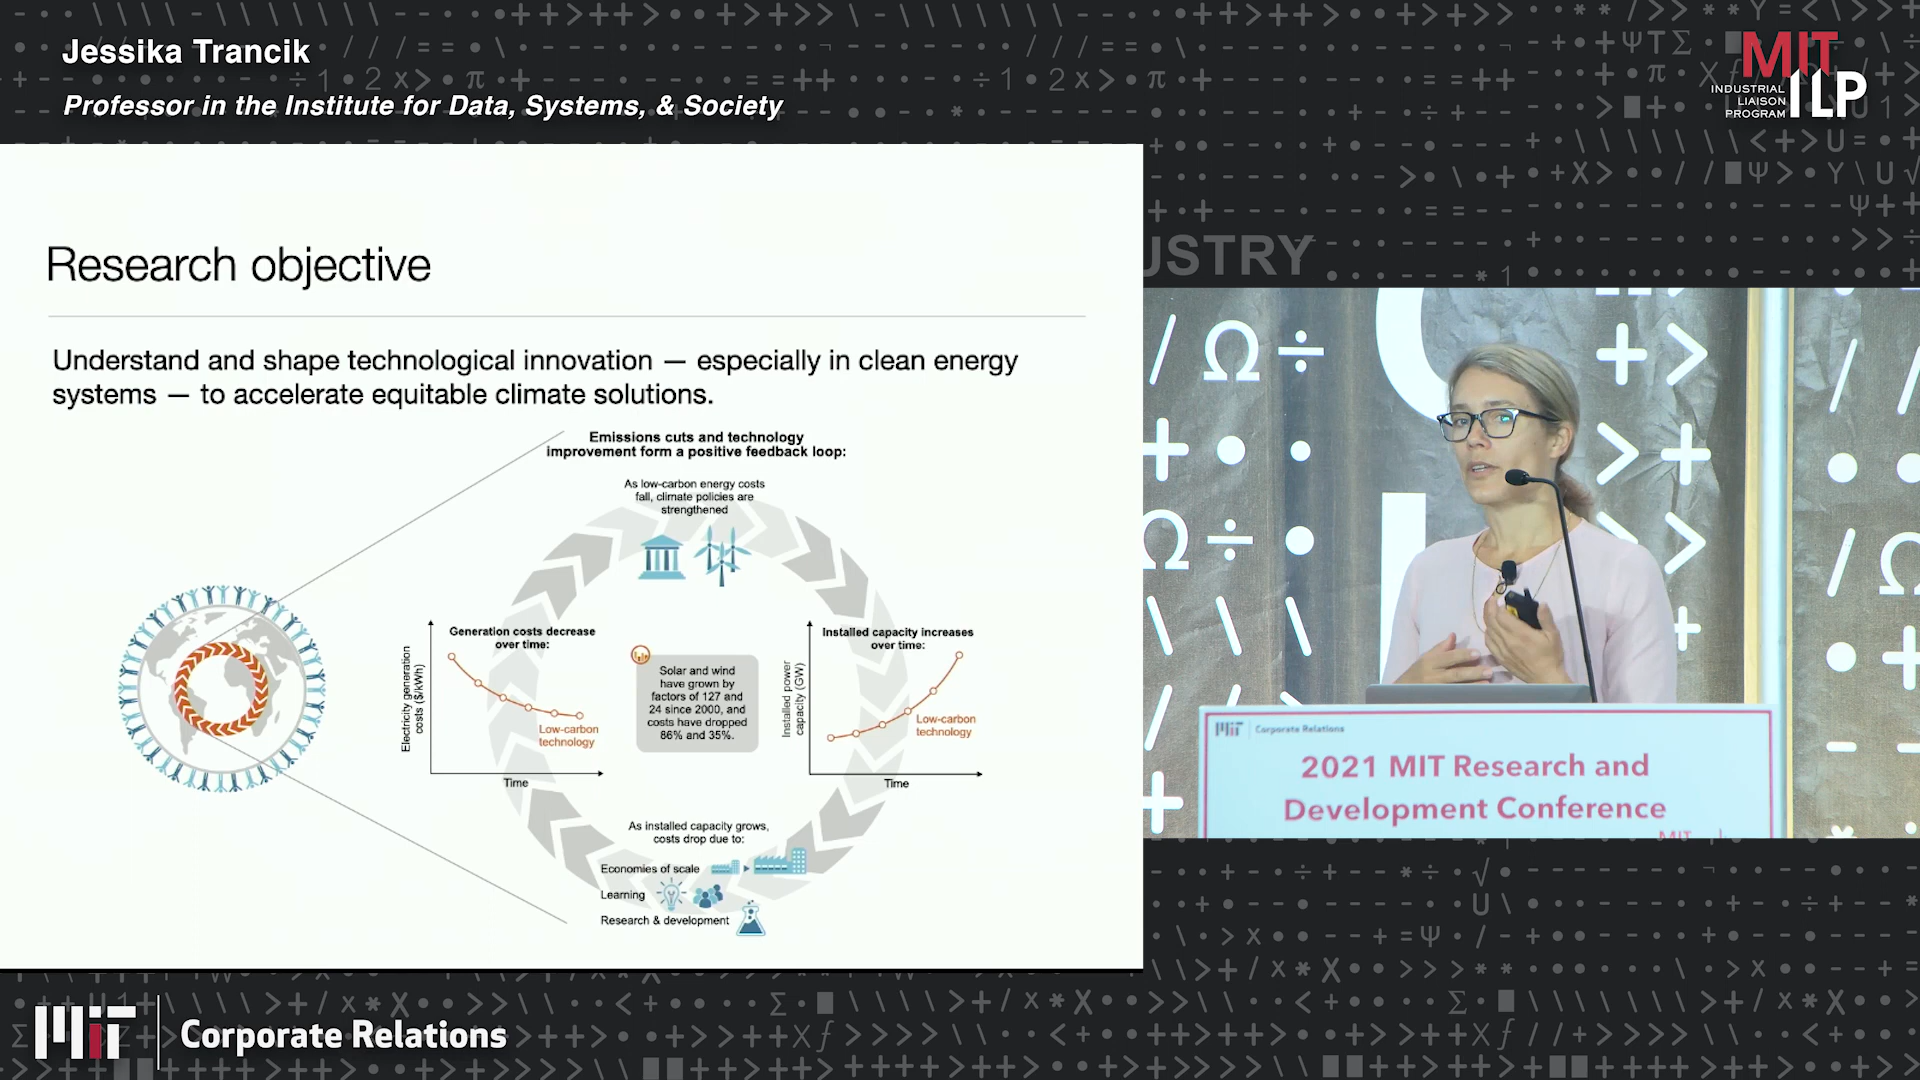 Jessika Trancik
Professor in the Institute for Data, Systems, & Society
MIT
ILP
INDUSTRIAL
LIAISON
PROGRAM
USTRY
Research objective
Understand and shape technological innovation — especially in clean energy
systems — to accelerate equitable climate solutions.
Emissions cuts and technology
improvement form a positive feedback loop:
As low-carbon energy costs
fall, climate policies are
strengthened
Generation costs decrease
over time:
Electricity generation
costs ($/kWh)
Low-carbon
technology
Time
Solar and wind
have grown by
factors of 127 and
24 since 2000, and
costs have dropped
86% and 35%.
Installed capacity increases
over time:
Installed power
capacity (GW)
Low-carbon
technology
Time
As installed capacity grows,
costs drop due to:
Economies of scale
Learning
Research & development
MIT Corporate Relations
2021 MIT Research and
Development Conference
MIT
MIT Corporate Relations